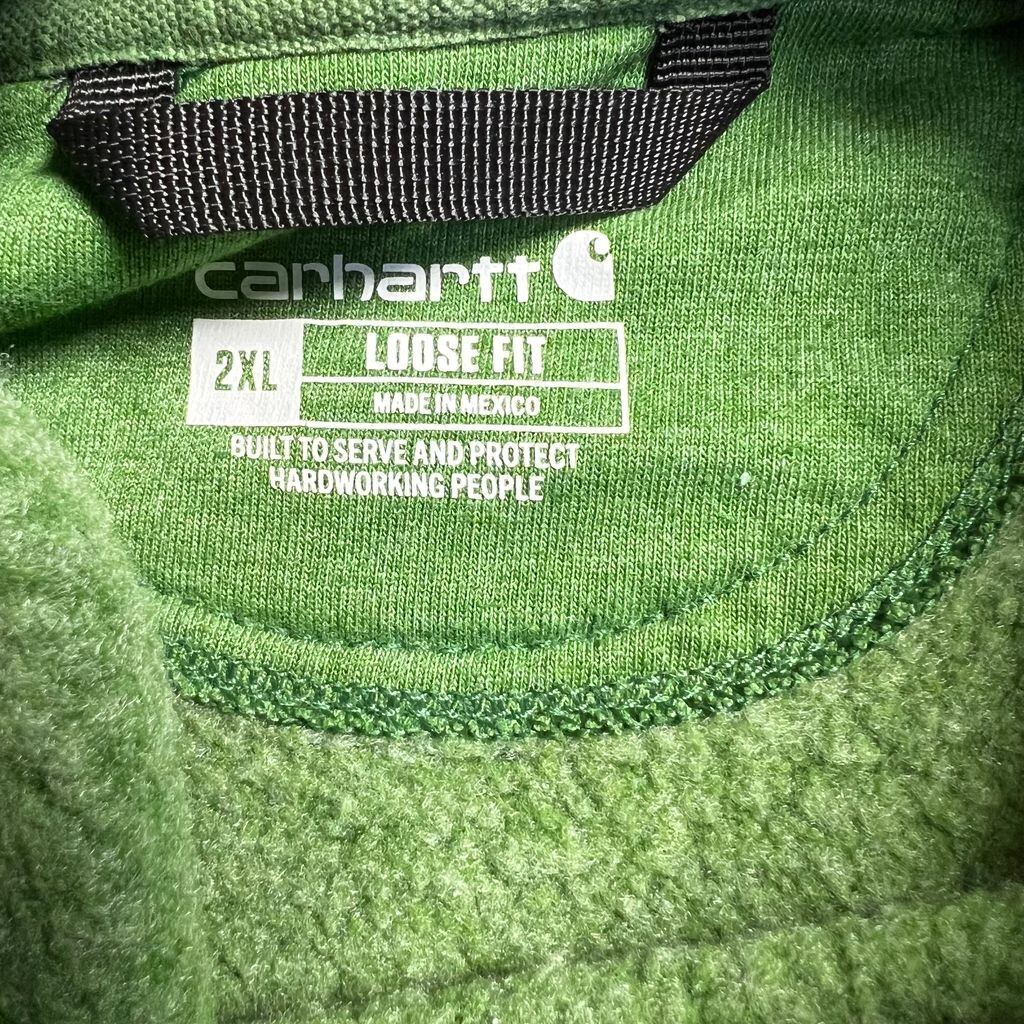 carhartt
2XL
LOOSE FIT
MADE IN MEXICO
BUILT TO SERVE AND PROTECT
HARDWORKING PEOPLE